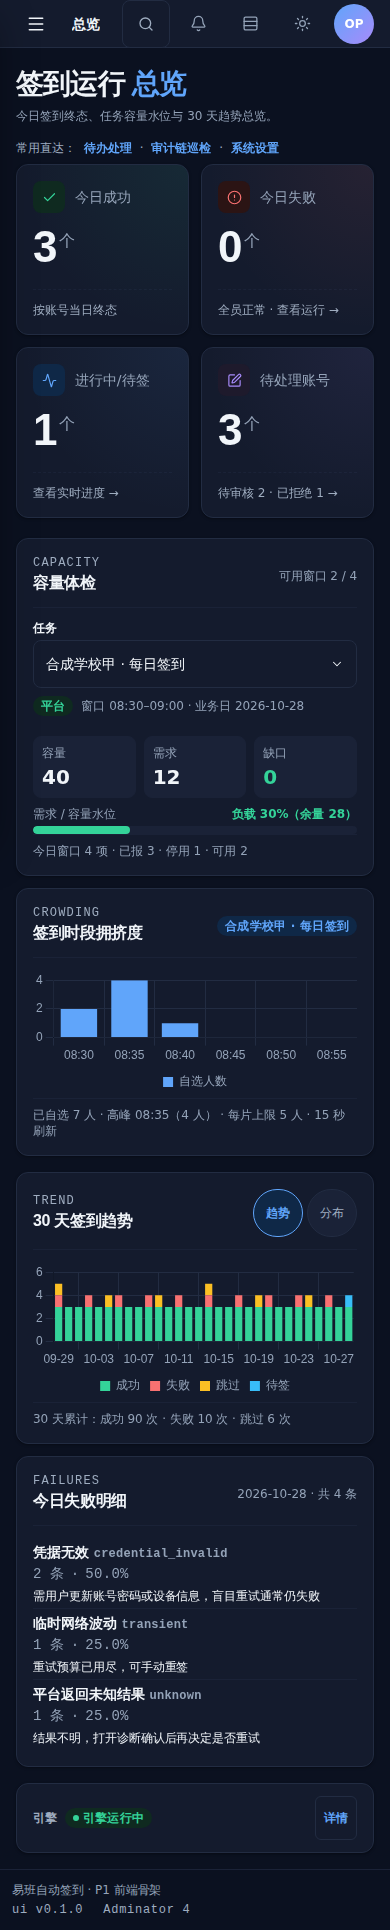 总览
OP
签到运行 总览
今日签到终态、任务容量水位与 30 天趋势总览。
常用直达： 待办处理 · 审计链巡检 · 系统设置
今日成功
3 个
按账号当日终态
今日失败
0 个
全员正常 · 查看运行 →
进行中/待签
1 个
查看实时进度 →
待处理账号
3 个
待审核 2 · 已拒绝 1 →
CAPACITY
容量体检
可用窗口 2 / 4
任务
合成学校甲 · 每日签到
平台 窗口 08:30–09:00 · 业务日 2026-10-28
容量
40
需求
12
缺口
0
需求 / 容量水位 负载 30%（余量 28）
今日窗口 4 项 · 已报 3 · 停用 1 · 可用 2
CROWDING
签到时段拥挤度
合成学校甲 · 每日签到
4
2
0
08:30 08:35 08:40 08:45 08:50 08:55
自选人数
已自选 7 人 · 高峰 08:35（4 人） · 每片上限 5 人 · 15 秒
刷新
TREND
30 天签到趋势
趋势 分布
6
4
2
0
09-29 10-03 10-07 10-11 10-15 10-19 10-23 10-27
成功 失败 跳过 待签
30 天累计：成功 90 次 · 失败 10 次 · 跳过 6 次
FAILURES
今日失败明细
2026-10-28 · 共 4 条
凭据无效 credential_invalid
2 条 · 50.0%
需用户更新账号密码或设备信息，盲目重试通常仍失败
临时网络波动 transient
1 条 · 25.0%
重试预算已用尽，可手动重签
平台返回未知结果 unknown
1 条 · 25.0%
结果不明，打开诊断确认后再决定是否重试
引擎 引擎运行中 详情
易班自动签到 · P1 前端骨架
ui v0.1.0 Adminator 4